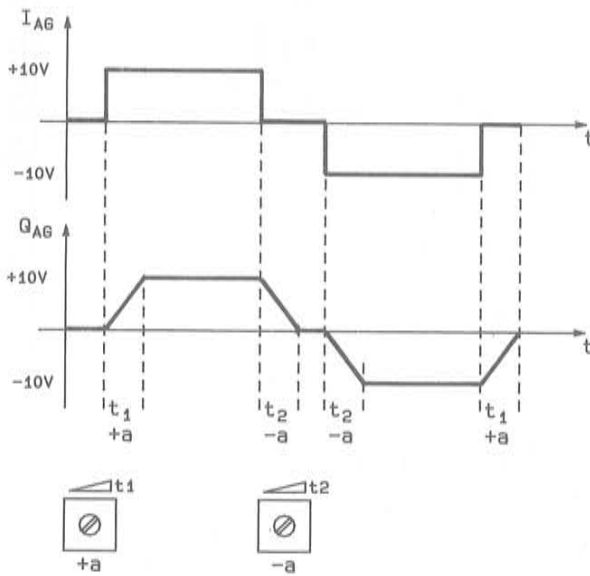 I_AG
+10V
t
-10V
Q_AG
+10V
t
-10V
t₁ t₂ t₂ t₁
+a -a -a +a
t1 t2
+a -a